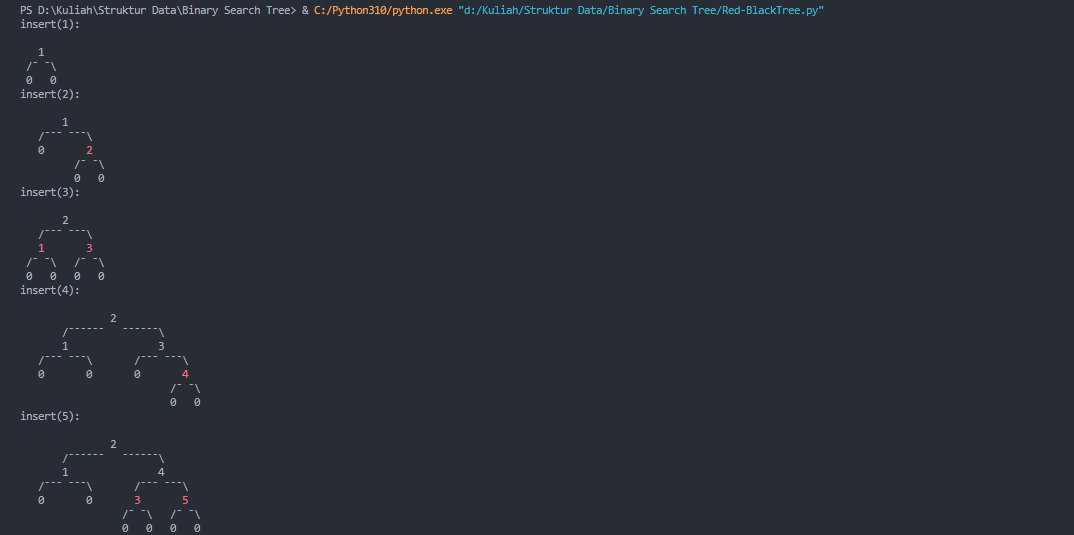 PS D:\Kuliah\Struktur Data\Binary Search Tree> & C:/Python310/python.exe "d:/Kuliah/Struktur Data/Binary Search Tree/Red-BlackTree.py"
insert(1):
   1
 /¯ ¯\
 0   0
insert(2):
       1
   /¯¯¯ ¯¯¯\
   0       2
         /¯ ¯\
         0   0
insert(3):
       2
   /¯¯¯ ¯¯¯\
   1       3
 /¯ ¯\   /¯ ¯\
 0   0   0   0
insert(4):
               2
       /¯¯¯¯¯¯   ¯¯¯¯¯¯\
       1               3
   /¯¯¯ ¯¯¯\       /¯¯¯ ¯¯¯\
   0       0       0       4
                         /¯ ¯\
                         0   0
insert(5):
               2
       /¯¯¯¯¯¯   ¯¯¯¯¯¯\
       1               4
   /¯¯¯ ¯¯¯\       /¯¯¯ ¯¯¯\
   0       0       3       5
                 /¯ ¯\   /¯ ¯\
                 0   0   0   0